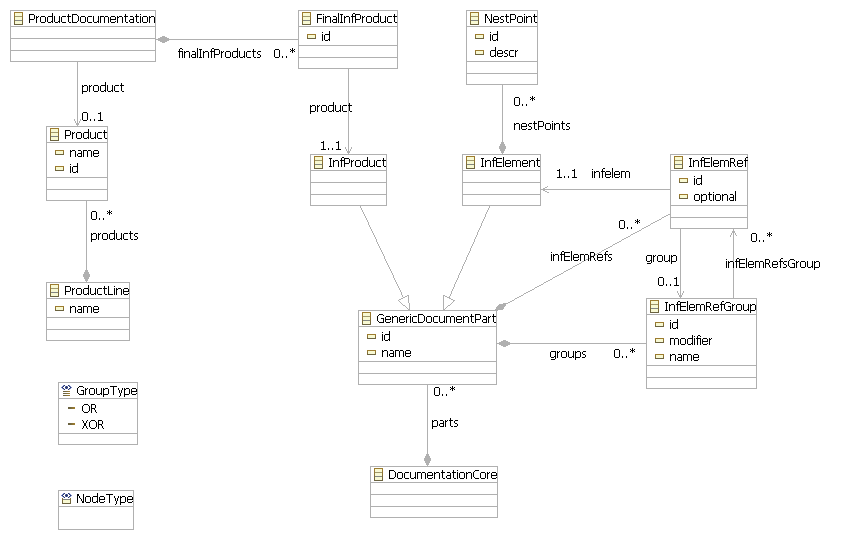 ProductDocumentation
FinalInfProduct
id
NestPoint
id
descr
finalInfProducts 0..*
product
0..1
product
1..1
0..*
nestPoints
Product
name
id
InfProduct
InfElement
1..1 infelem
InfElemRef
id
optional
0..*
products
0..*
infElemRefs
group
0..1
0..*
infElemRefsGroup
ProductLine
name
GenericDocumentPart
id
name
InfElemRefGroup
id
modifier
name
groups 0..*
GroupType
OR
XOR
0..*
parts
DocumentationCore
NodeType